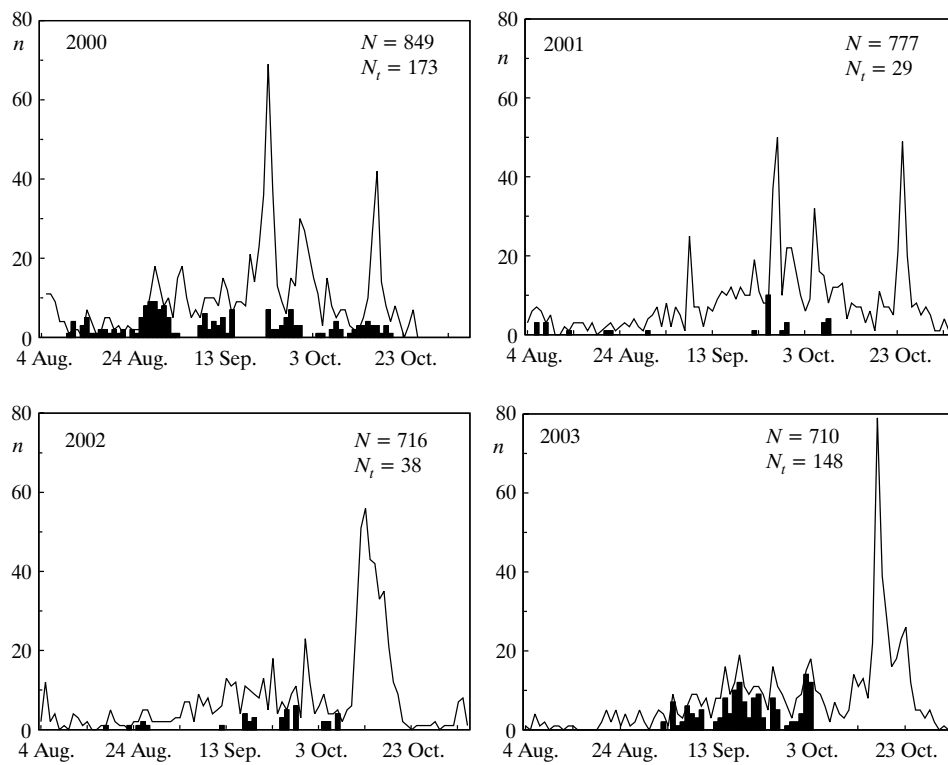 80
n
2000
N = 849
N_t = 173
60
40
20
0
4 Aug. 24 Aug. 13 Sep. 3 Oct. 23 Oct.
80
n
2001
N = 777
N_t = 29
60
40
20
0
4 Aug. 24 Aug. 13 Sep. 3 Oct. 23 Oct.
80
n
2002
N = 716
N_t = 38
60
40
20
0
4 Aug. 24 Aug. 13 Sep. 3 Oct. 23 Oct.
80
n
2003
N = 710
N_t = 148
60
40
20
0
4 Aug. 24 Aug. 13 Sep. 3 Oct. 23 Oct.